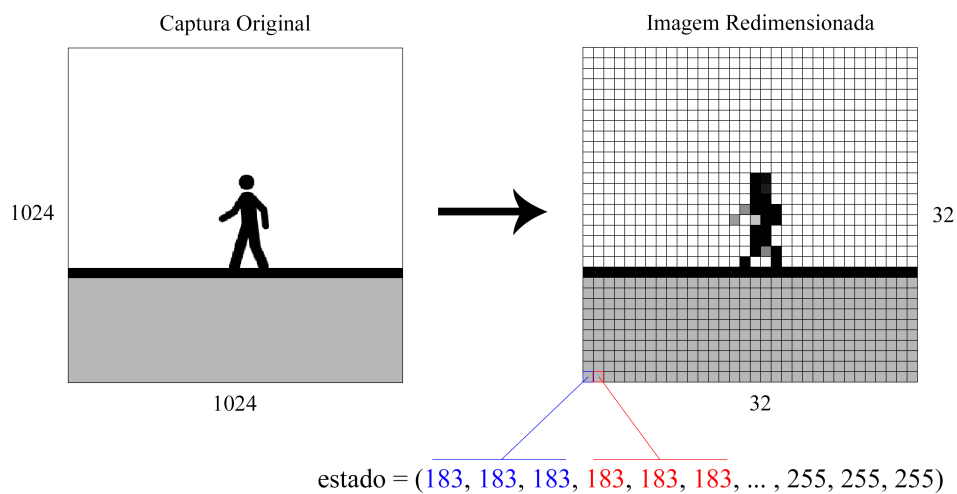 Captura Original
Imagem Redimensionada
1024
32
1024
32
estado = (183, 183, 183, 183, 183, 183, ... , 255, 255, 255)